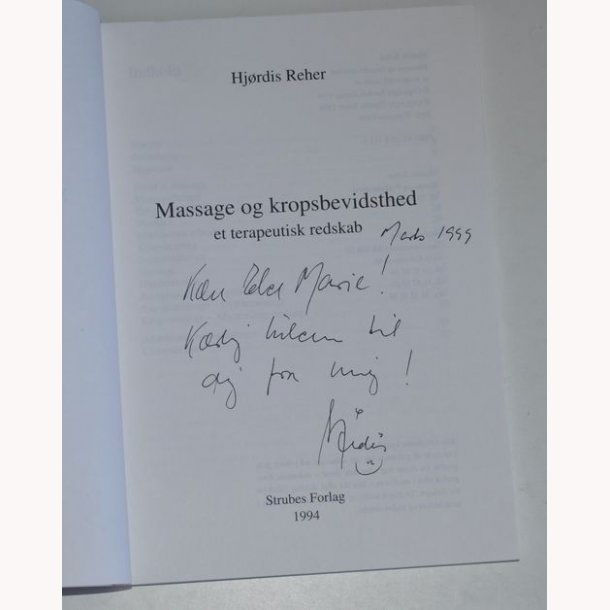 Hjørdis Reher
Massage og kropsbevidsthed
et terapeutisk redskab
Marts 1999
Kære Marie!
Kærlig hilsen til
dig fra mig!
Hjørdis
Strubes Forlag
1994